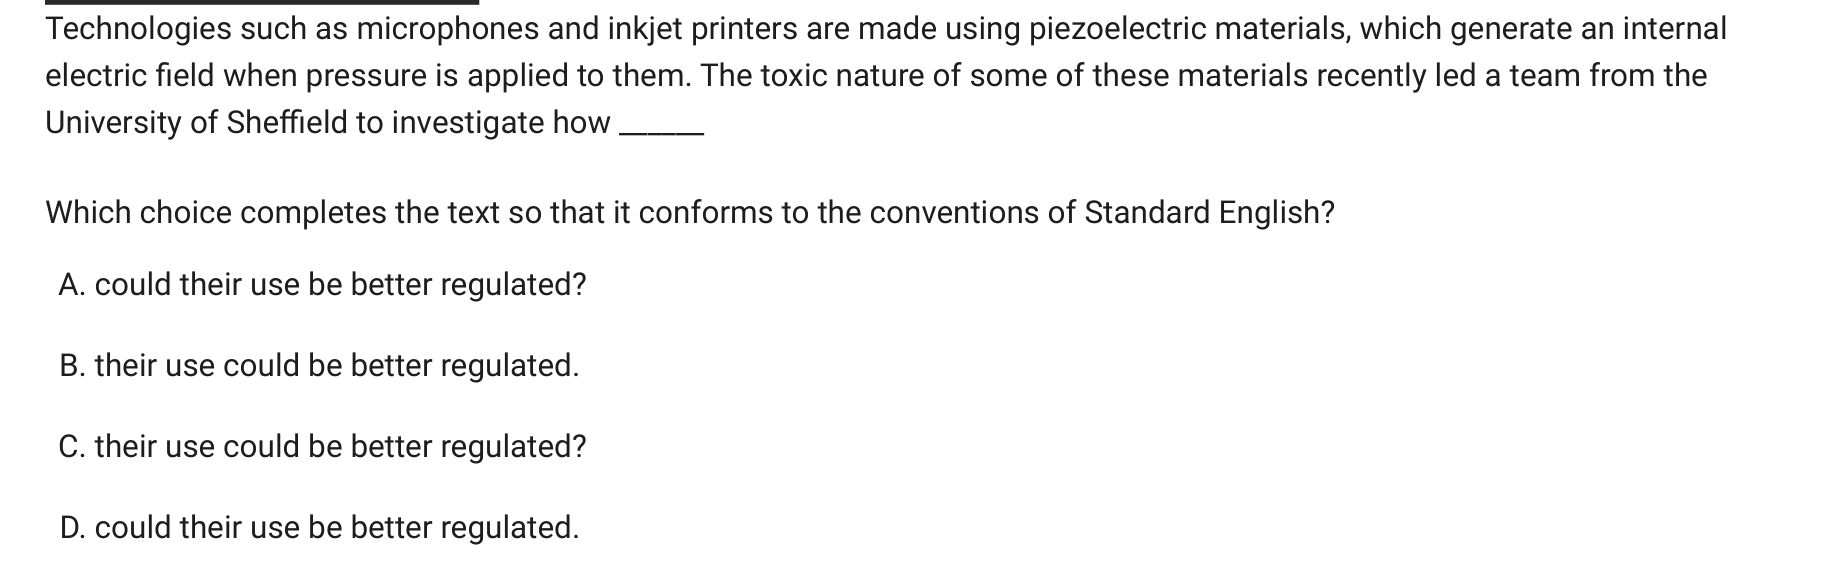 Technologies such as microphones and inkjet printers are made using piezoelectric materials, which generate an internal
electric field when pressure is applied to them. The toxic nature of some of these materials recently led a team from the
University of Sheffield to investigate how ______
Which choice completes the text so that it conforms to the conventions of Standard English?
A. could their use be better regulated?
B. their use could be better regulated.
C. their use could be better regulated?
D. could their use be better regulated.